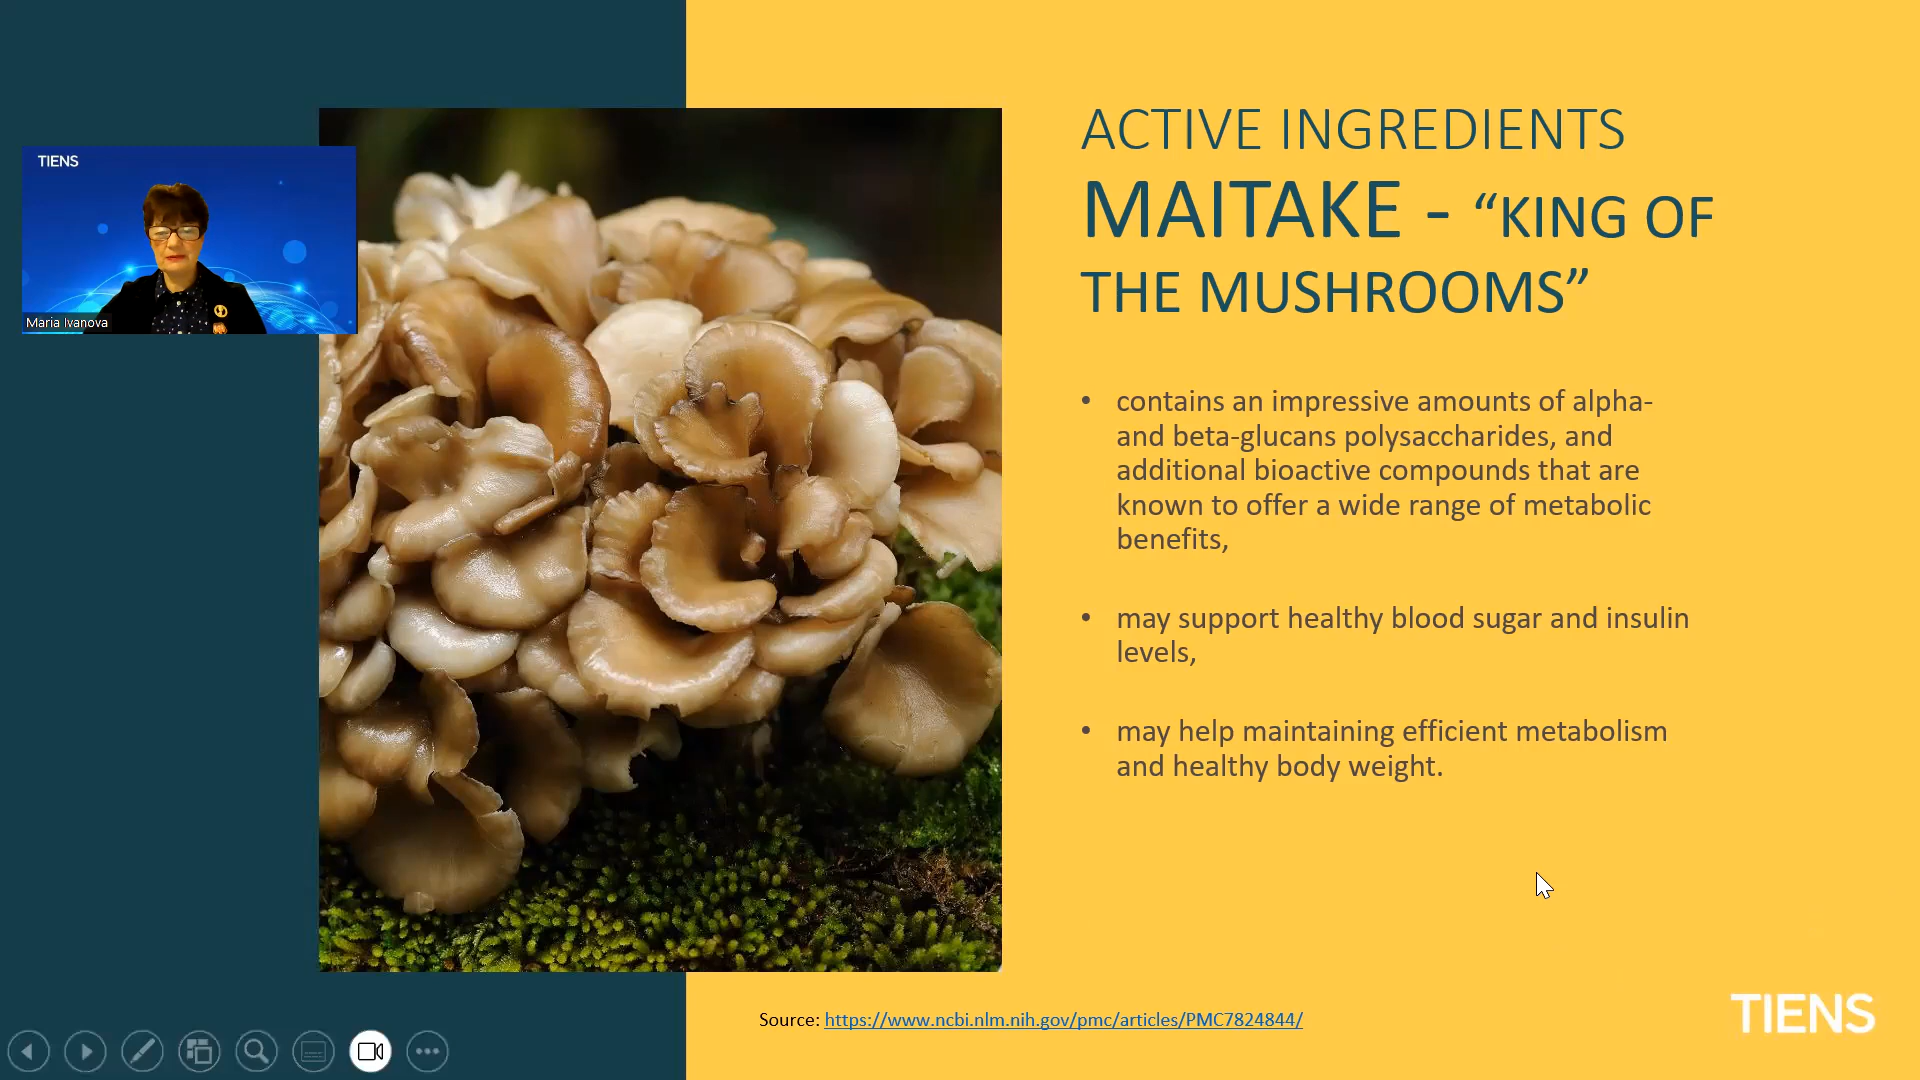 TIENS
Maria Ivanova
ACTIVE INGREDIENTS
MAITAKE - “KING OF
THE MUSHROOMS”
• contains an impressive amounts of alpha-
and beta-glucans polysaccharides, and
additional bioactive compounds that are
known to offer a wide range of metabolic
benefits,
• may support healthy blood sugar and insulin
levels,
• may help maintaining efficient metabolism
and healthy body weight.
Source: https://www.ncbi.nlm.nih.gov/pmc/articles/PMC7824844/
TIENS